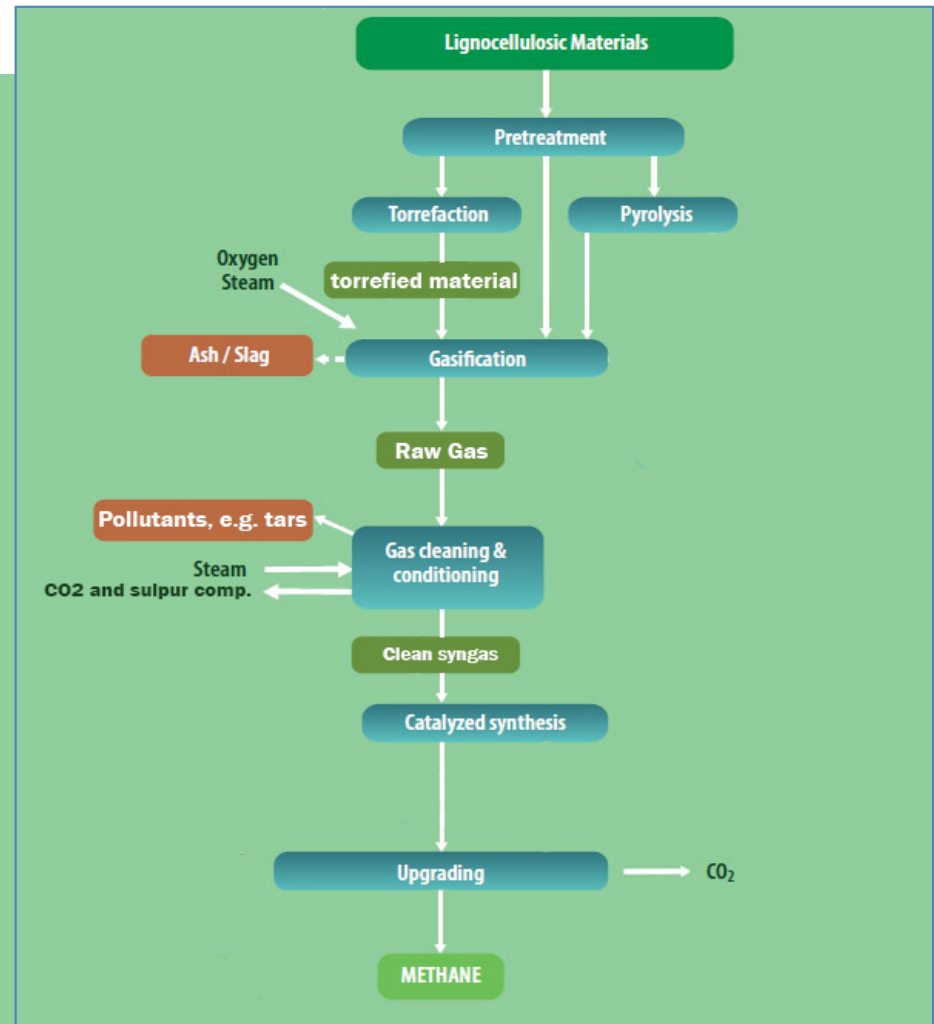 Lignocellulosic Materials
Pretreatment
Torrefaction
Pyrolysis
Oxygen
Steam
torrefied material
Ash / Slag
Gasification
Raw Gas
Pollutants, e.g. tars
Gas cleaning &
conditioning
Steam
CO2 and sulpur comp.
Clean syngas
Catalyzed synthesis
Upgrading
CO₂
METHANE